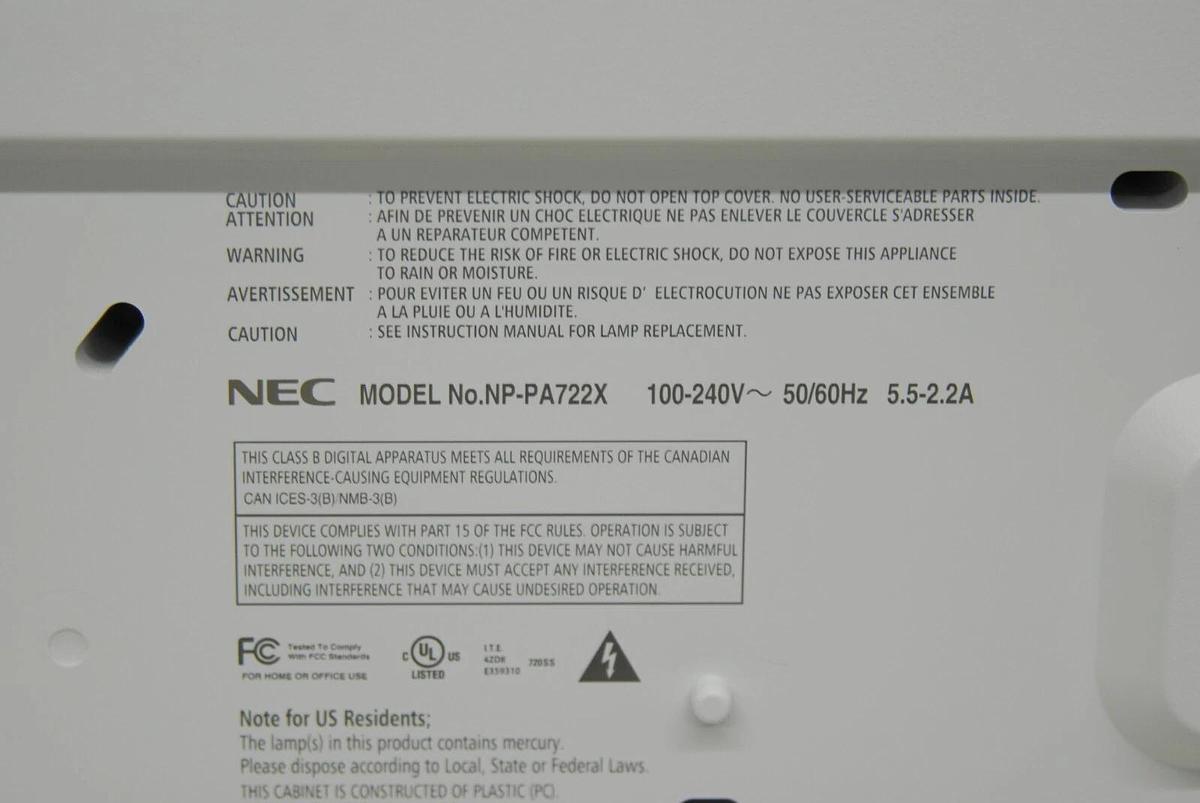 CAUTION : TO PREVENT ELECTRIC SHOCK, DO NOT OPEN TOP COVER. NO USER-SERVICEABLE PARTS INSIDE.
ATTENTION : AFIN DE PREVENIR UN CHOC ELECTRIQUE NE PAS ENLEVER LE COUVERCLE S'ADRESSER
A UN REPARATEUR COMPETENT.
WARNING : TO REDUCE THE RISK OF FIRE OR ELECTRIC SHOCK, DO NOT EXPOSE THIS APPLIANCE
TO RAIN OR MOISTURE.
AVERTISSEMENT : POUR EVITER UN FEU OU UN RISQUE D' ELECTROCUTION NE PAS EXPOSER CET ENSEMBLE
A LA PLUIE OU A L'HUMIDITE.
CAUTION : SEE INSTRUCTION MANUAL FOR LAMP REPLACEMENT.
NEC MODEL No.NP-PA722X 100-240V～ 50/60Hz 5.5-2.2A
THIS CLASS B DIGITAL APPARATUS MEETS ALL REQUIREMENTS OF THE CANADIAN
INTERFERENCE-CAUSING EQUIPMENT REGULATIONS.
CAN ICES-3(B)/NMB-3(B)
THIS DEVICE COMPLIES WITH PART 15 OF THE FCC RULES. OPERATION IS SUBJECT
TO THE FOLLOWING TWO CONDITIONS:(1) THIS DEVICE MAY NOT CAUSE HARMFUL
INTERFERENCE, AND (2) THIS DEVICE MUST ACCEPT ANY INTERFERENCE RECEIVED,
INCLUDING INTERFERENCE THAT MAY CAUSE UNDESIRED OPERATION.
FC Tested To Comply
With FCC Standards
FOR HOME OR OFFICE USE
C UL US
LISTED
I.T.E.
4ZDR
E359310
720SS
Note for US Residents;
The lamp(s) in this product contains mercury.
Please dispose according to Local, State or Federal Laws.
THIS CABINET IS CONSTRUCTED OF PLASTIC (PC).